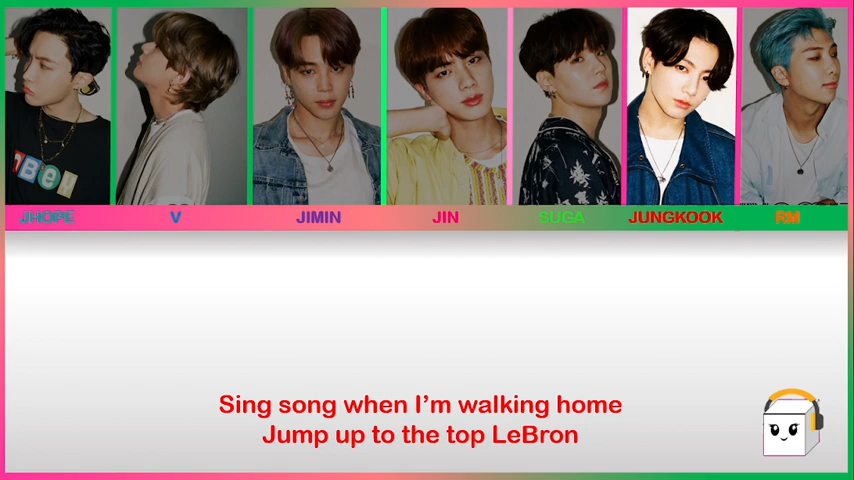 JHOPE
V
JIMIN
JIN
SUGA
JUNGKOOK
RM
Sing song when I'm walking home
Jump up to the top LeBron